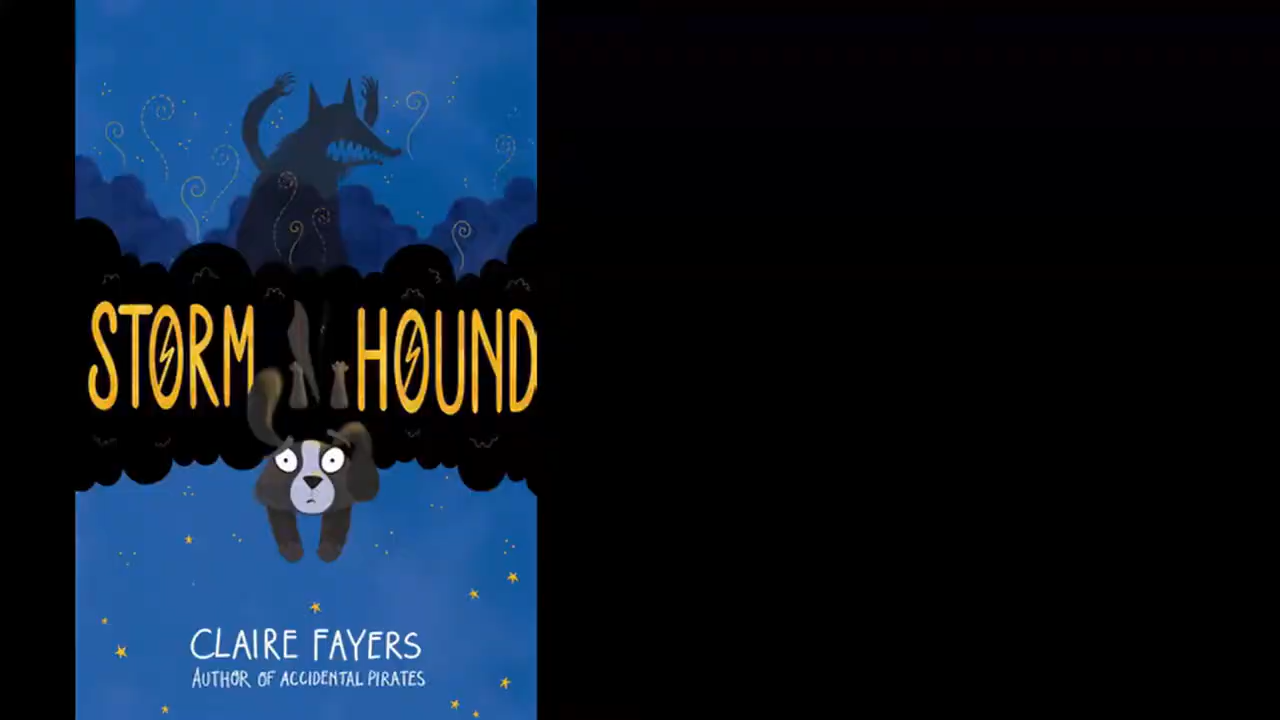 STORM HOUND
CLAIRE FAYERS
AUTHOR OF ACCIDENTAL PIRATES